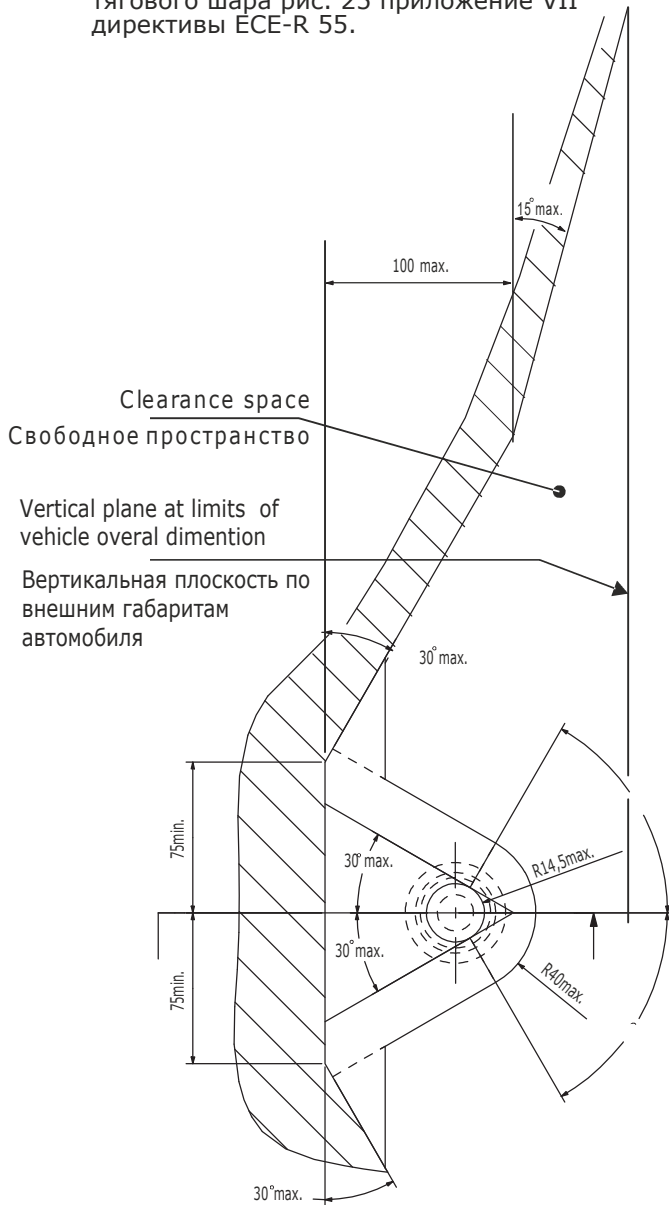 тягового шара рис. 25 приложение VII
директивы ECE-R 55.
15°max.
100 max.
Clearance space
Свободное пространство
Vertical plane at limits of
vehicle overal dimention
Вертикальная плоскость по
внешним габаритам
автомобиля
30°max.
75min.
30°max.
R14,5max.
30°max.
75min.
R40max.
30°max.